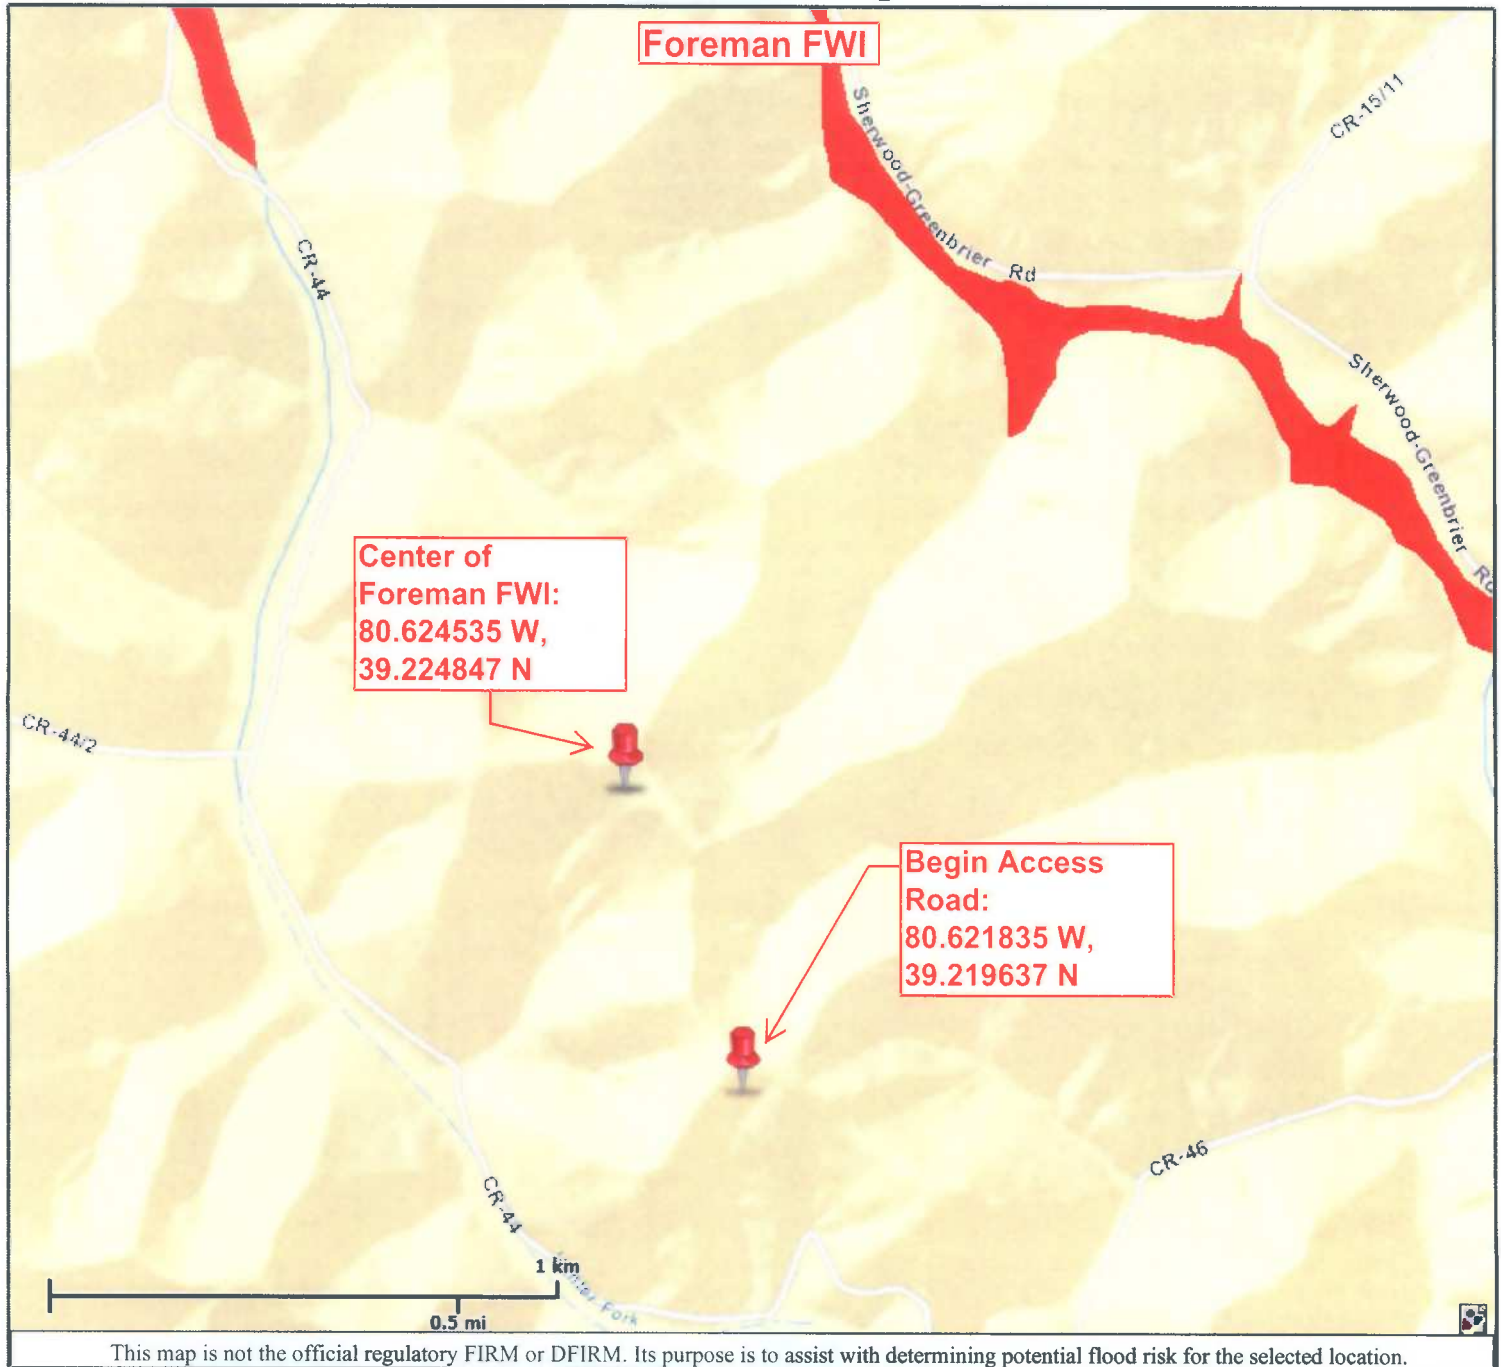 Foreman FWI
CR-15/11
Sherwood-Greenbrier Rd
CR-44
Sherwood-Greenbrier Rd
Center of
Foreman FWI:
80.624535 W,
39.224847 N
CR-44/2
Begin Access
Road:
80.621835 W,
39.219637 N
CR-46
CR-44
1 km
Fork
0.5 mi
This map is not the official regulatory FIRM or DFIRM. Its purpose is to assist with determining potential flood risk for the selected location.